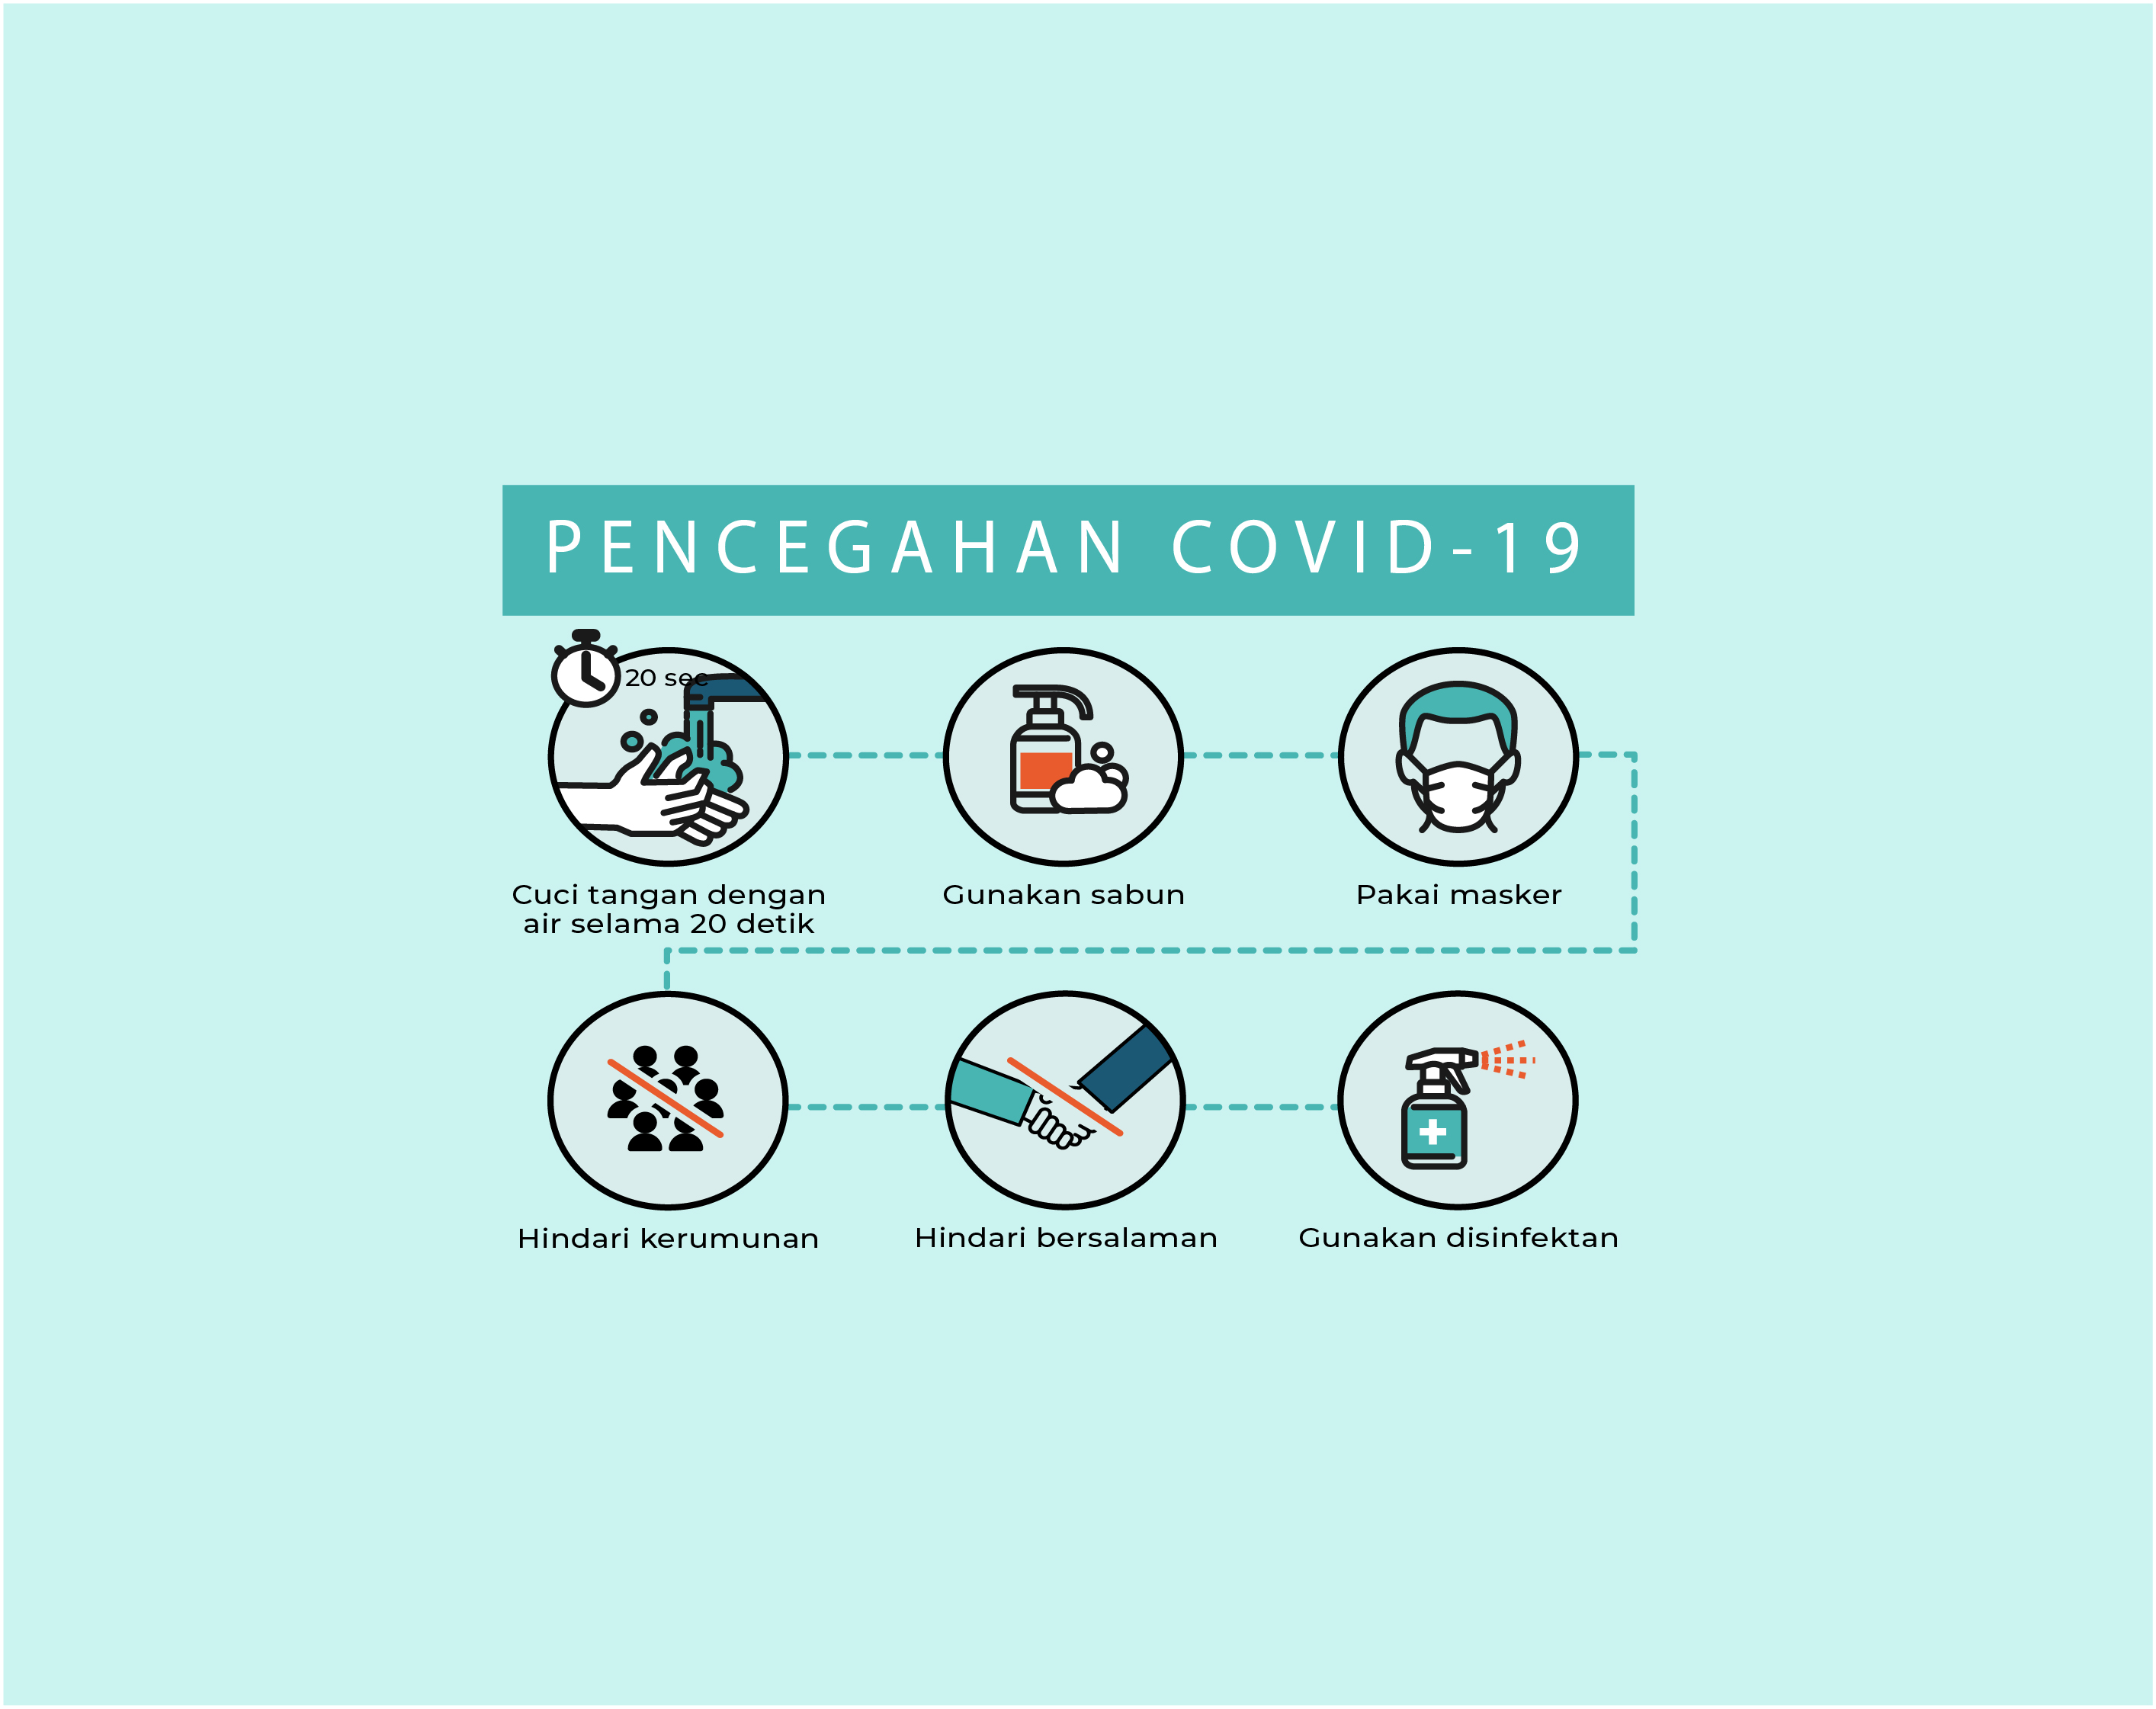 PENCEGAHAN COVID-19
20 sec
Cuci tangan dengan
air selama 20 detik
Gunakan sabun
Pakai masker
Hindari kerumunan
Hindari bersalaman
Gunakan disinfektan